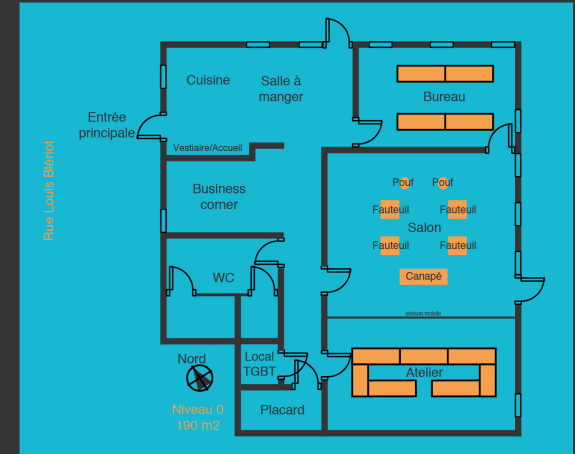 Cuisine
Salle à
manger
Bureau
Entrée
principale
Vestiaire/Accueil
Rue Louis Blériot
Business
corner
Pouf
Pouf
Fauteuil
Fauteuil
Salon
Fauteuil
Fauteuil
Canapé
WC
cloison mobile
Nord
Local
TGBT
Atelier
Niveau 0
190 m2
Placard